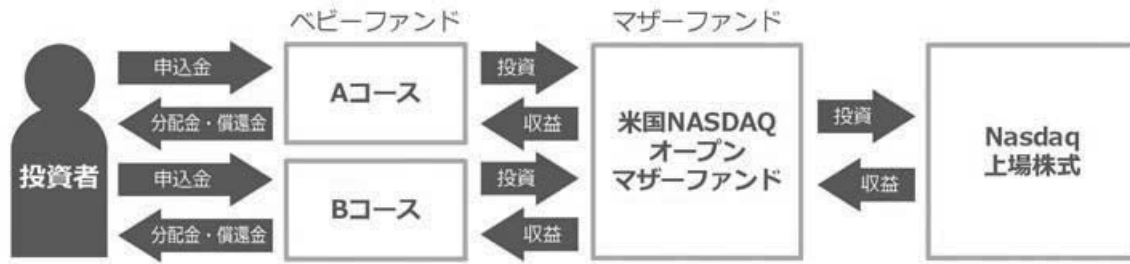 ベビーファンド
マザーファンド
申込金
Aコース
投資
分配金・償還金
収益
投資者
申込金
Bコース
投資
分配金・償還金
収益
米国NASDAQ
オープン
マザーファンド
投資
収益
Nasdaq
上場株式